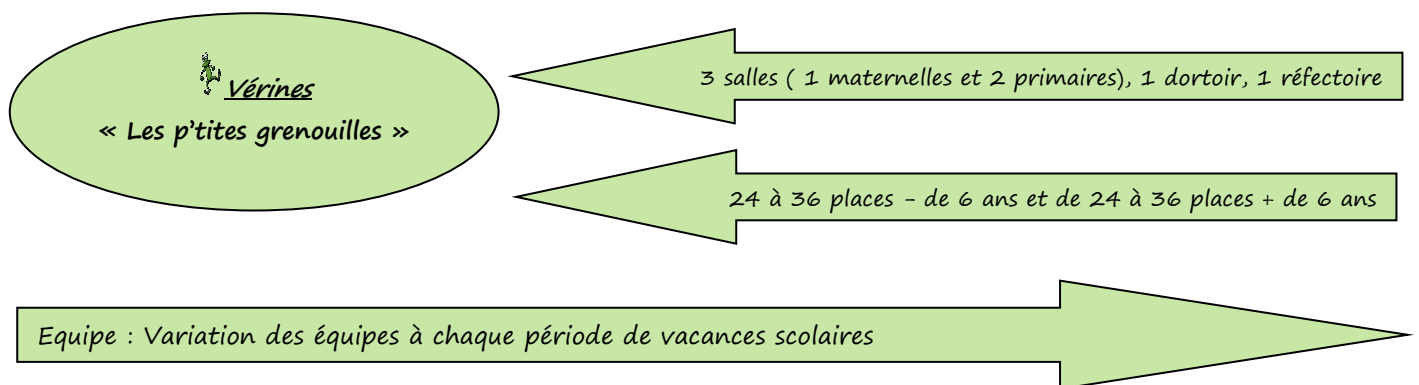 Vérines
« Les p'tites grenouilles »
3 salles ( 1 maternelles et 2 primaires), 1 dortoir, 1 réfectoire
24 à 36 places - de 6 ans et de 24 à 36 places + de 6 ans
Equipe : Variation des équipes à chaque période de vacances scolaires